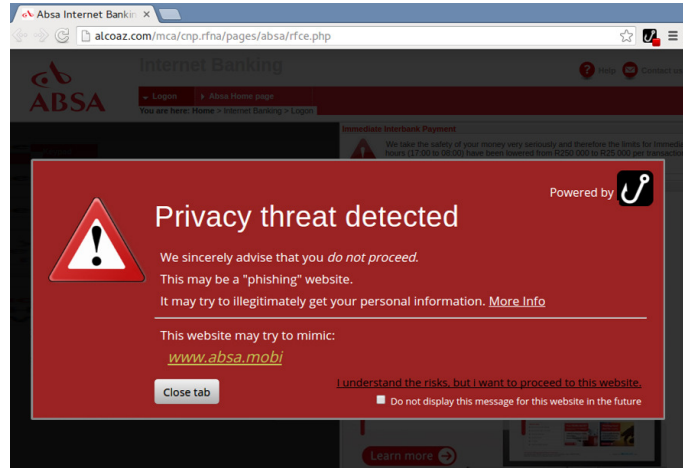 Absa Internet Bankin
alcoaz.com/mca/cnp.rfna/pages/absa/rfce.php
ABSA
Internet Banking
Help
Contact
Logon
Absa Home page
You are here: Home > Internet Banking > Logon
Immediate Interbank Payment
We take the safety of your money very seriously and therefore the limits for Immedia
hours (17:00 to 08:00) have been lowered from R250 000 to R25 000 per transaction
Powered by
Privacy threat detected
We sincerely advise that you do not proceed.
This may be a "phishing" website.
It may try to illegitimately get your personal information. More Info
This website may try to mimic:
www.absa.mobi
I understand the risks, but i want to proceed to this website.
Close tab
Do not display this message for this website in the future
Learn more